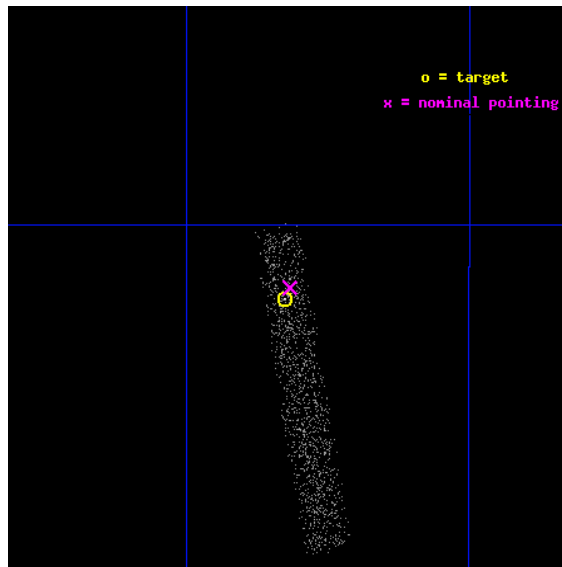 o = target
x = nominal pointing